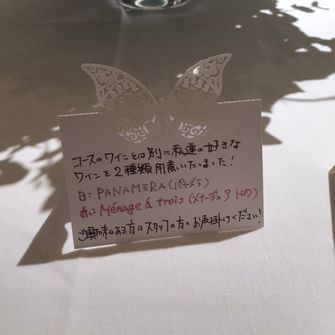 コースのワインとは別に私達の好きな
ワインを2種類用意いたしました!
白: PANAMERA (パナメラ)
赤: Ménage à trois (メナージュ ア トロワ)
ご興味のある方はスタッフの方へお声掛けください!